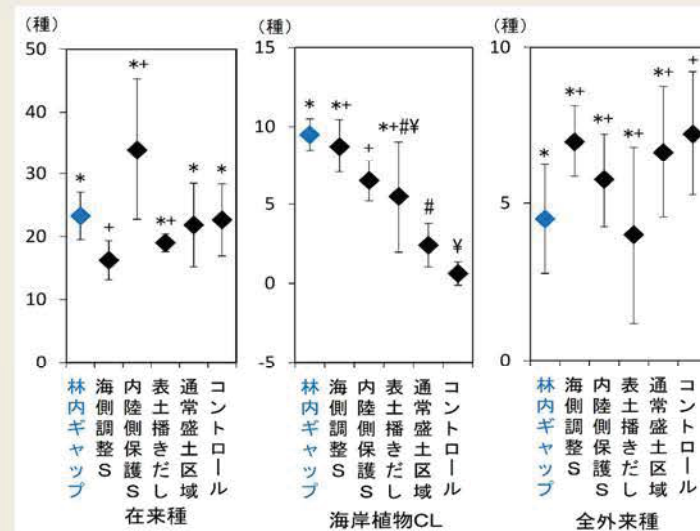 (種)
50
40
30
20
10
0
*
+
*+
*+
*
*
林内ギャップ
海側調整S
内陸側保護S
表土播きだし
通常盛土区域
コントロール
在来種
(種)
15
10
5
0
-5
*
*+
+
*+#¥
#
¥
林内ギャップ
海側調整S
内陸側保護S
表土播きだし
通常盛土区域
コントロール
海岸植物CL
(種)
10
5
0
*
*+
*+
*+
*+
+
林内ギャップ
海側調整S
内陸側保護S
表土播きだし
通常盛土区域
コントロール
全外来種